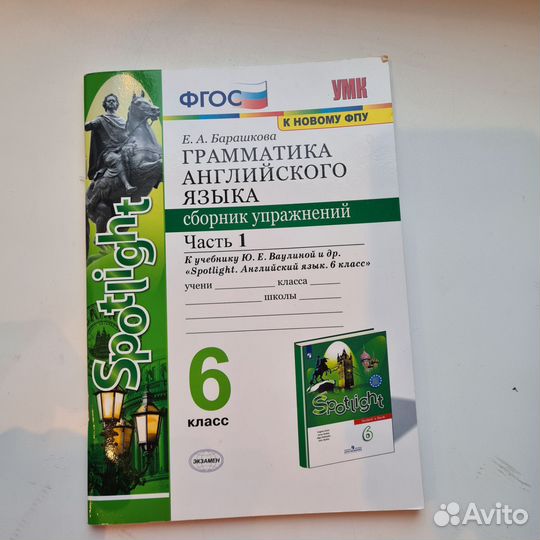 ФГОС
УМК
К НОВОМУ ФПУ
Е. А. Барашкова
ГРАММАТИКА
АНГЛИЙСКОГО
ЯЗЫКА
сборник упражнений
Часть 1
К учебнику Ю. Е. Ваулиной и др.
«Spotlight. Английский язык. 6 класс»
учени класса
школы
Spotlight
6
класс
ЭКЗАМЕН
Spotlight
6
Avito